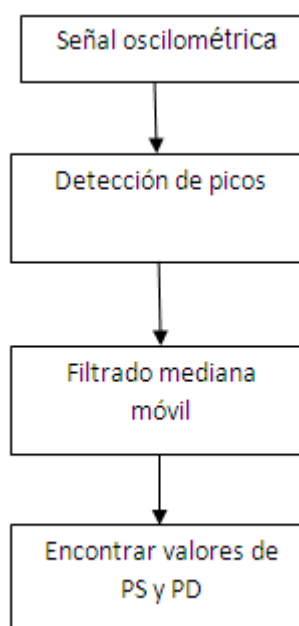 Señal oscilométrica
Detección de picos
Filtrado mediana
móvil
Encontrar valores de
PS y PD